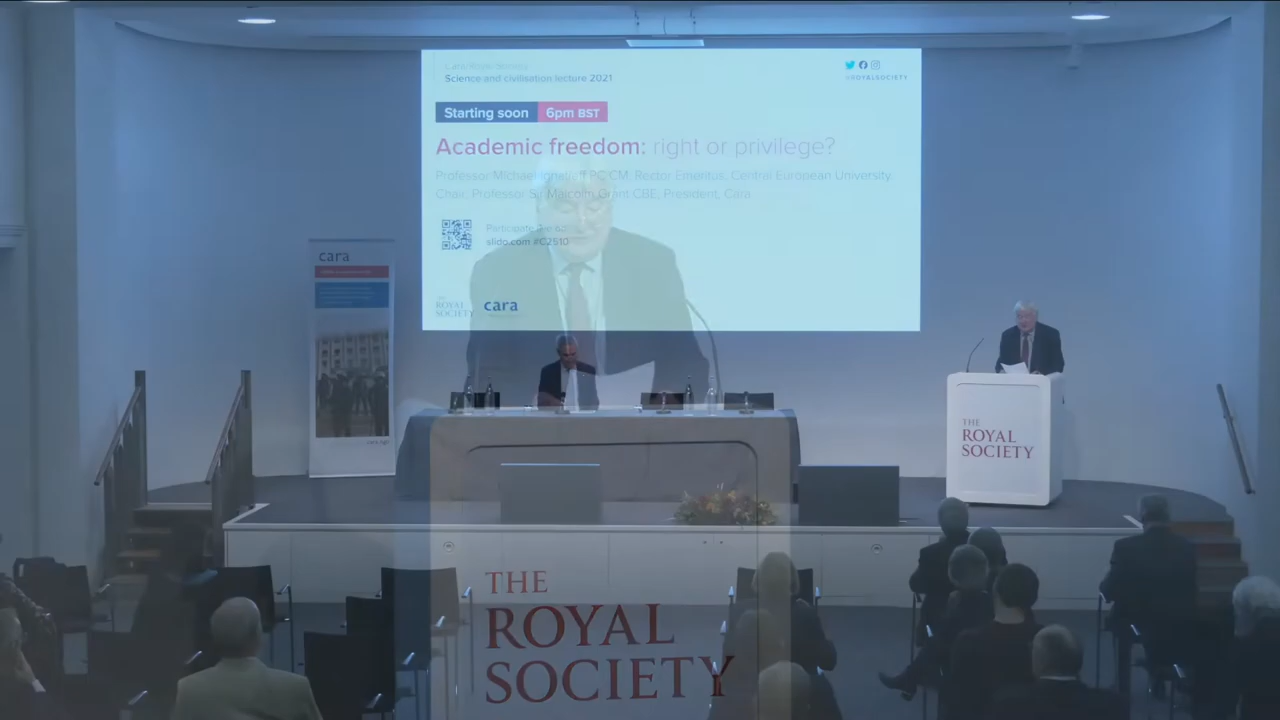 Cara/Royal Society
Science and civilisation lecture 2021
@ROYALSOCIETY
Starting soon 6pm BST
Academic freedom: right or privilege?
Professor Michael Ignatieff PC CM, Rector Emeritus, Central European University
Chair: Professor Sir Malcolm Grant CBE, President, Cara
Participate
slido.com #C2510
THE
ROYAL
SOCIETY
cara
cara
THE
ROYAL
SOCIETY
THE
ROYAL
SOCIETY